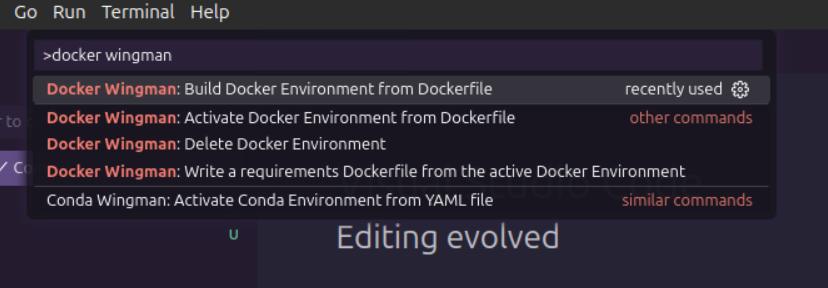 Go Run Terminal Help
>docker wingman
Docker Wingman: Build Docker Environment from Dockerfile recently used
Docker Wingman: Activate Docker Environment from Dockerfile other commands
Docker Wingman: Delete Docker Environment
Docker Wingman: Write a requirements Dockerfile from the active Docker Environment
Conda Wingman: Activate Conda Environment from YAML file similar commands
U
Editing evolved